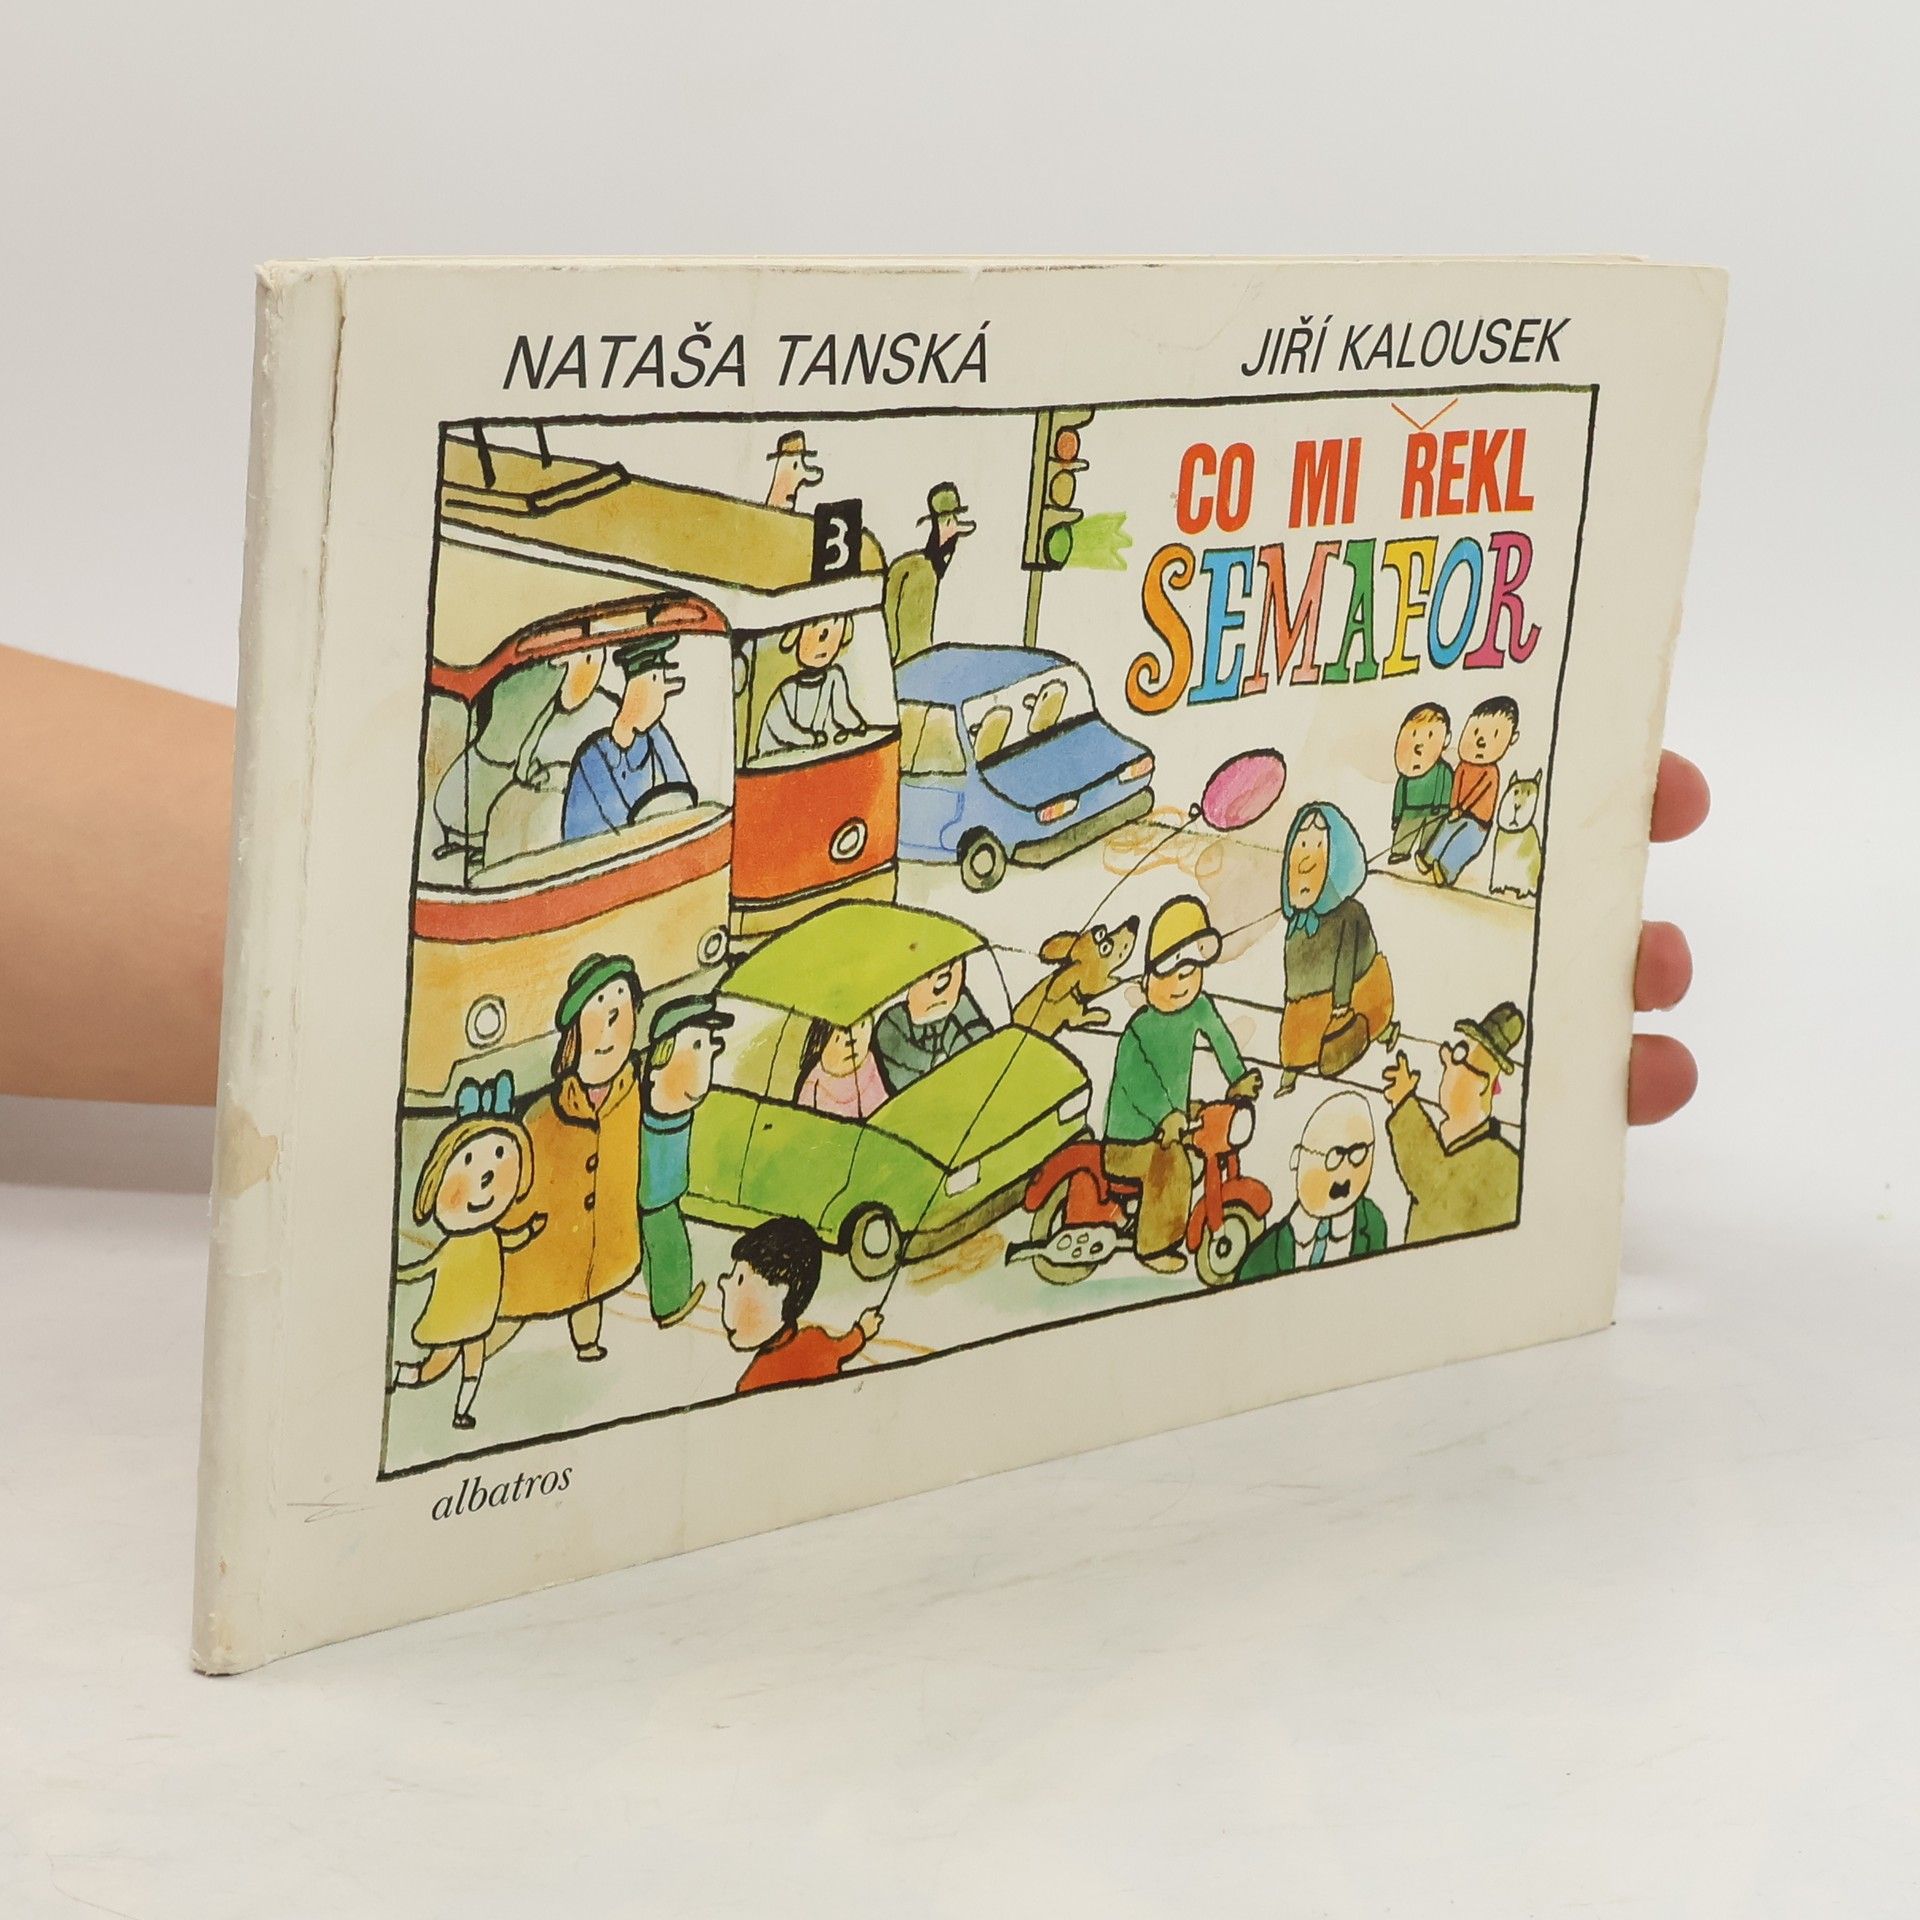 NATAŠA TANSKÁ
JIŘÍ KALOUSEK
CO MI ŘEKL
SEMAFOR
3
albatros